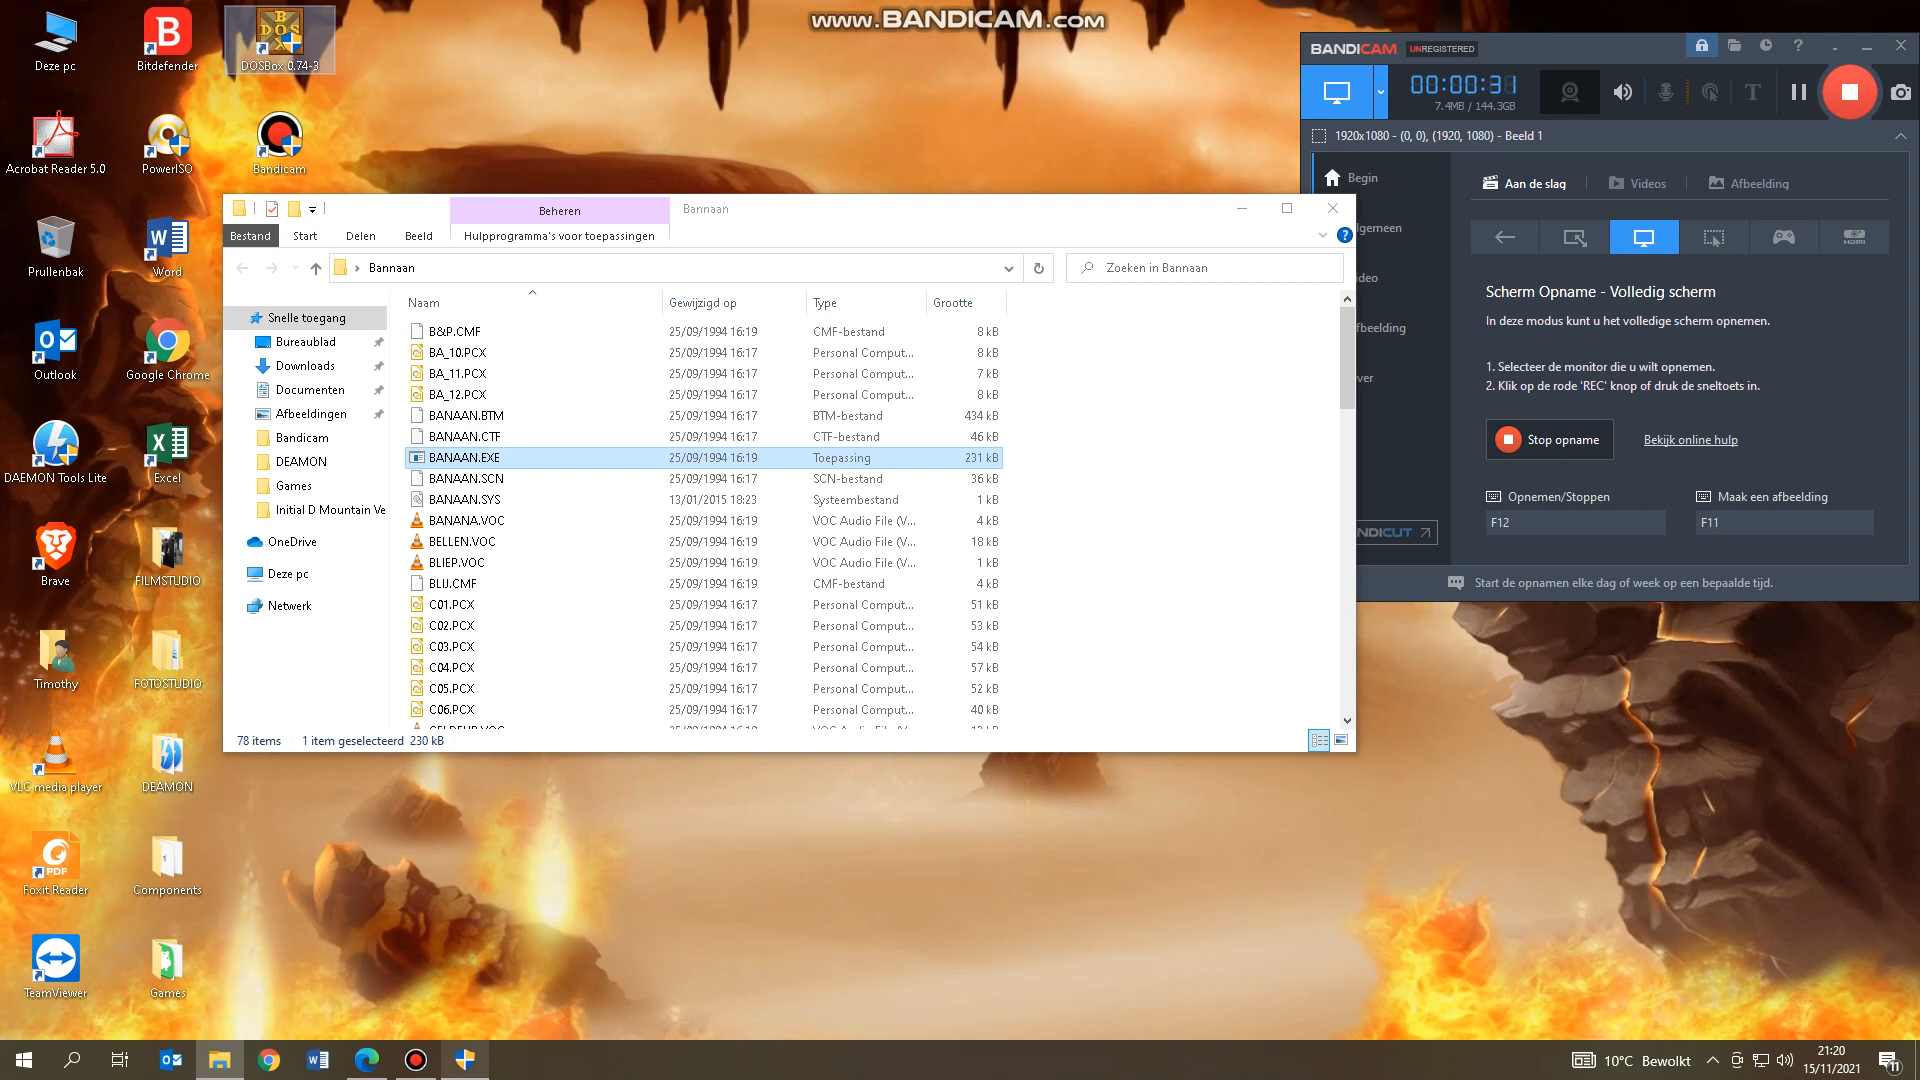 www.BANDICAM.com
Deze pc
Bitdefender
DOSBox 0.74-3
Acrobat Reader 5.0
PowerISO
Bandicam
Prullenbak
Word
Outlook
Google Chrome
DAEMON Tools Lite
Excel
Brave
FILMSTUDIO
Timothy
FOTOSTUDIO
VLC media player
DEAMON
Foxit Reader
Components
TeamViewer
Games
Beheren
Bannaan
Bestand
Start
Delen
Beeld
Hulpprogramma's voor toepassingen
Bannaan
Zoeken in Bannaan
Snelle toegang
Bureaublad
Downloads
Documenten
Afbeeldingen
Bandicam
DEAMON
Games
Initial D Mountain Ve
OneDrive
Deze pc
Netwerk
Naam Gewijzigd op Type Grootte
B&P.CMF 25/09/1994 16:19 CMF-bestand 8 kB
BA_10.PCX 25/09/1994 16:17 Personal Comput... 8 kB
BA_11.PCX 25/09/1994 16:17 Personal Comput... 7 kB
BA_12.PCX 25/09/1994 16:17 Personal Comput... 8 kB
BANAAN.BTM 25/09/1994 16:17 BTM-bestand 434 kB
BANAAN.CTF 25/09/1994 16:17 CTF-bestand 46 kB
BANAAN.EXE 25/09/1994 16:19 Toepassing 231 kB
BANAAN.SCN 25/09/1994 16:17 SCN-bestand 36 kB
BANAAN.SYS 13/01/2015 18:23 Systeembestand 1 kB
BANANA.VOC 25/09/1994 16:19 VOC Audio File (V... 4 kB
BELLEN.VOC 25/09/1994 16:19 VOC Audio File (V... 18 kB
BLIEP.VOC 25/09/1994 16:19 VOC Audio File (V... 1 kB
BLIJ.CMF 25/09/1994 16:19 CMF-bestand 4 kB
C01.PCX 25/09/1994 16:17 Personal Comput... 51 kB
C02.PCX 25/09/1994 16:17 Personal Comput... 53 kB
C03.PCX 25/09/1994 16:17 Personal Comput... 54 kB
C04.PCX 25/09/1994 16:17 Personal Comput... 57 kB
C05.PCX 25/09/1994 16:17 Personal Comput... 52 kB
C06.PCX 25/09/1994 16:17 Personal Comput... 40 kB
78 items 1 item geselecteerd 230 kB
BANDICAM UNREGISTERED
00:00:31
7.4MB / 144.3GB
1920x1080 - (0, 0), (1920, 1080) - Beeld 1
Begin
lgemeen
ideo
fbeelding
ver
NDICUT
Aan de slag
Videos
Afbeelding
HDMI
Scherm Opname - Volledig scherm
In deze modus kunt u het volledige scherm opnemen.
1. Selecteer de monitor die u wilt opnemen.
2. Klik op de rode 'REC' knop of druk de sneltoets in.
Stop opname
Bekijk online hulp
Opnemen/Stoppen
Maak een afbeelding
F12
F11
Start de opnamen elke dag of week op een bepaalde tijd.
10°C Bewolkt
21:20
15/11/2021
11